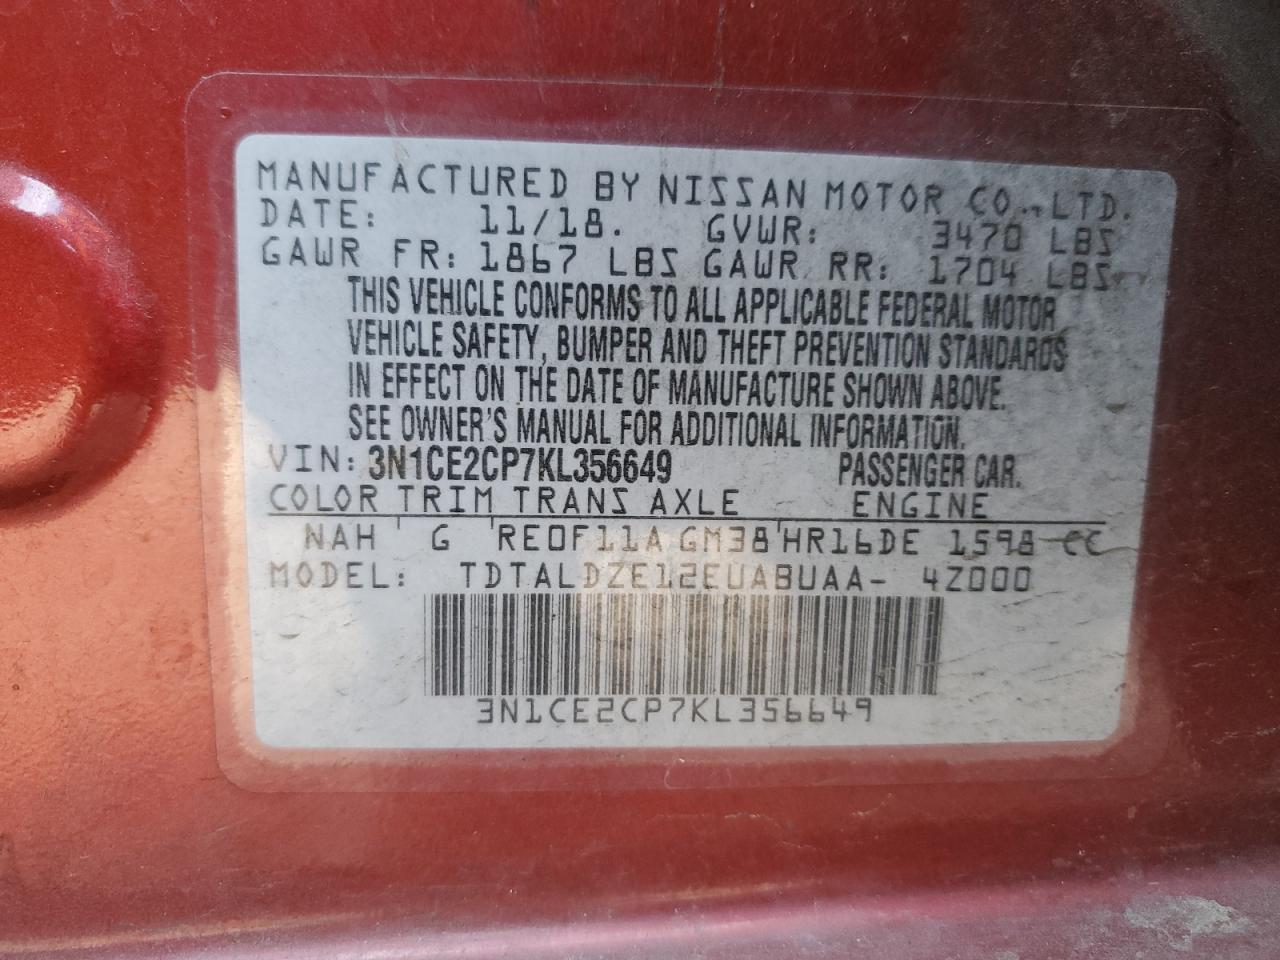 MANUFACTURED BY NISSAN MOTOR CO., LTD.
DATE: 11/18. GVWR: 3470 LBS
GAWR FR: 1867 LBS GAWR RR: 1704 LBS
THIS VEHICLE CONFORMS TO ALL APPLICABLE FEDERAL MOTOR
VEHICLE SAFETY, BUMPER AND THEFT PREVENTION STANDARDS
IN EFFECT ON THE DATE OF MANUFACTURE SHOWN ABOVE.
SEE OWNER'S MANUAL FOR ADDITIONAL INFORMATION.
VIN: 3N1CE2CP7KL356649 PASSENGER CAR.
COLOR TRIM TRANS AXLE ENGINE
NAH G RE0F11A GM38 HR16DE 1598 CC
MODEL: TDTALDZE12EUABUAA- 4Z000
3N1CE2CP7KL356649